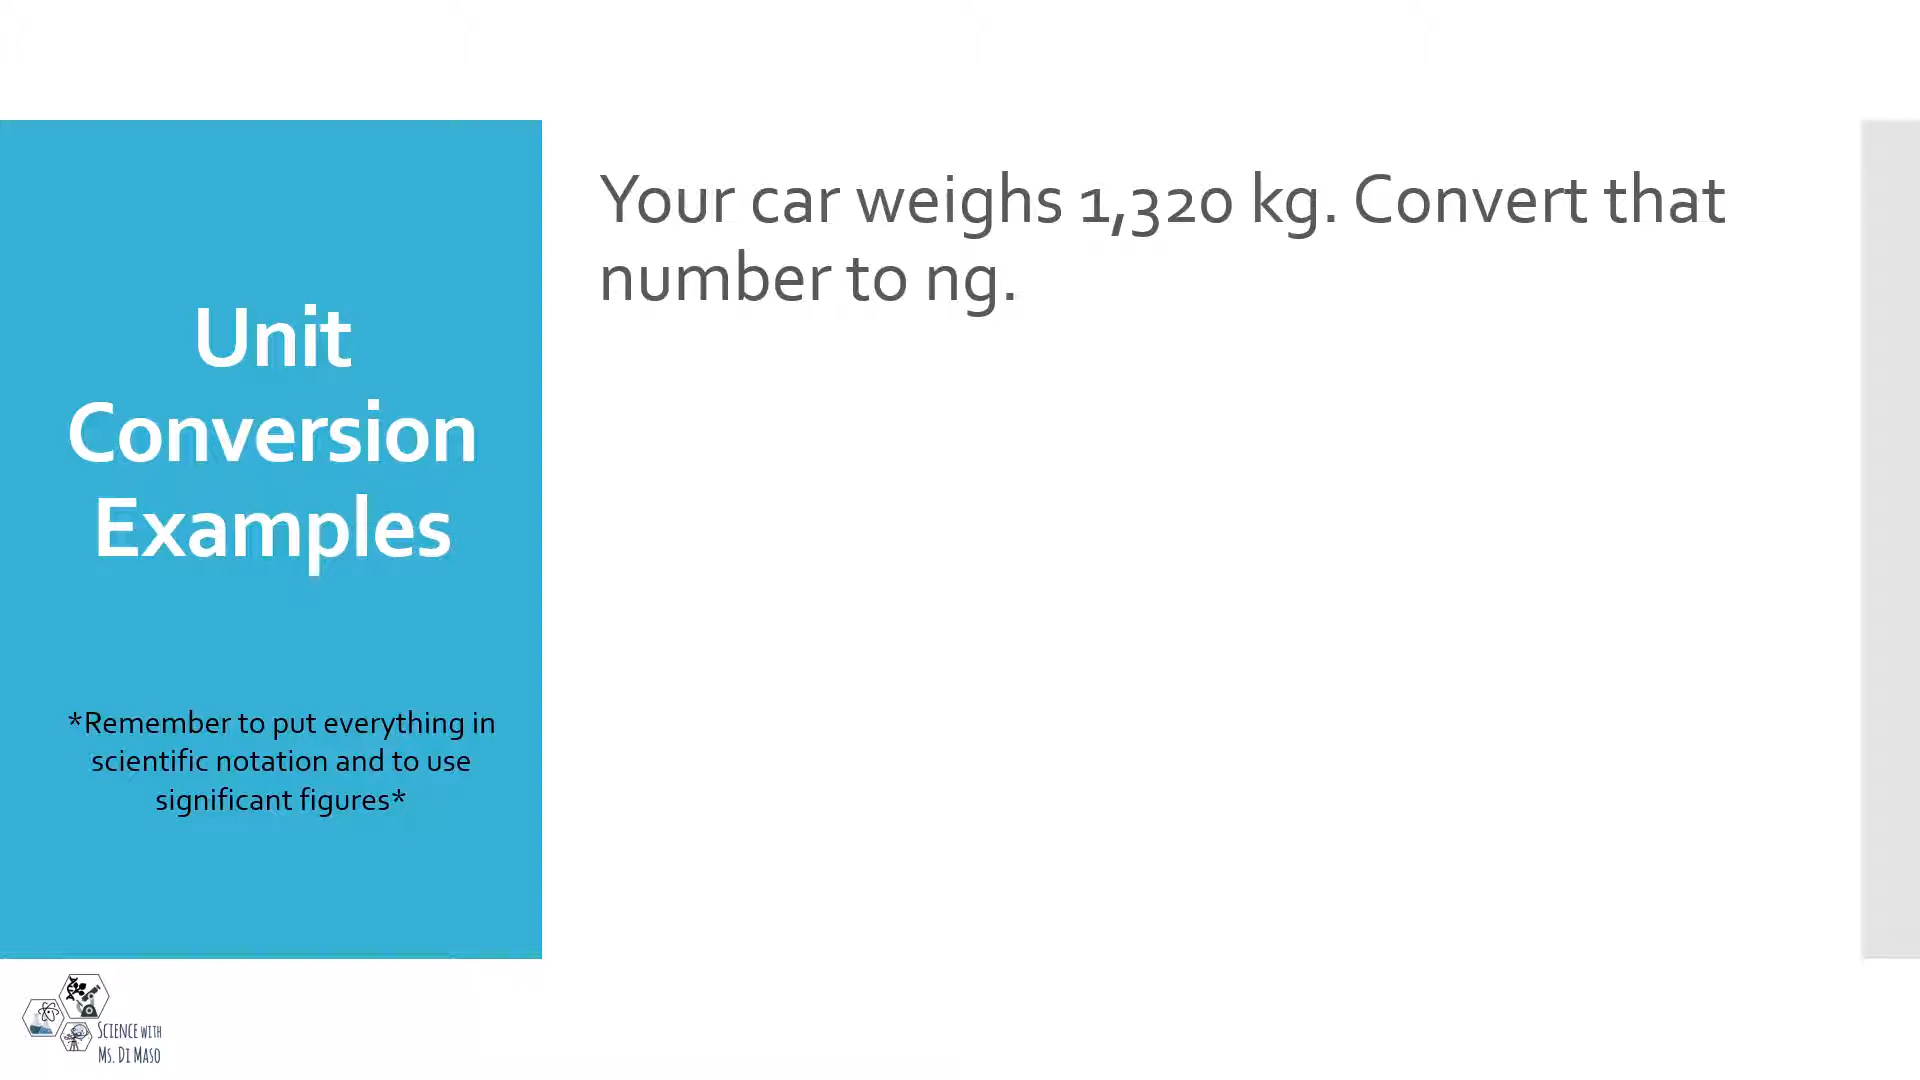 Your car weighs 1,320 kg. Convert that
number to ng.
Unit
Conversion
Examples
*Remember to put everything in
scientific notation and to use
significant figures*
Science with
Ms. Di Maso